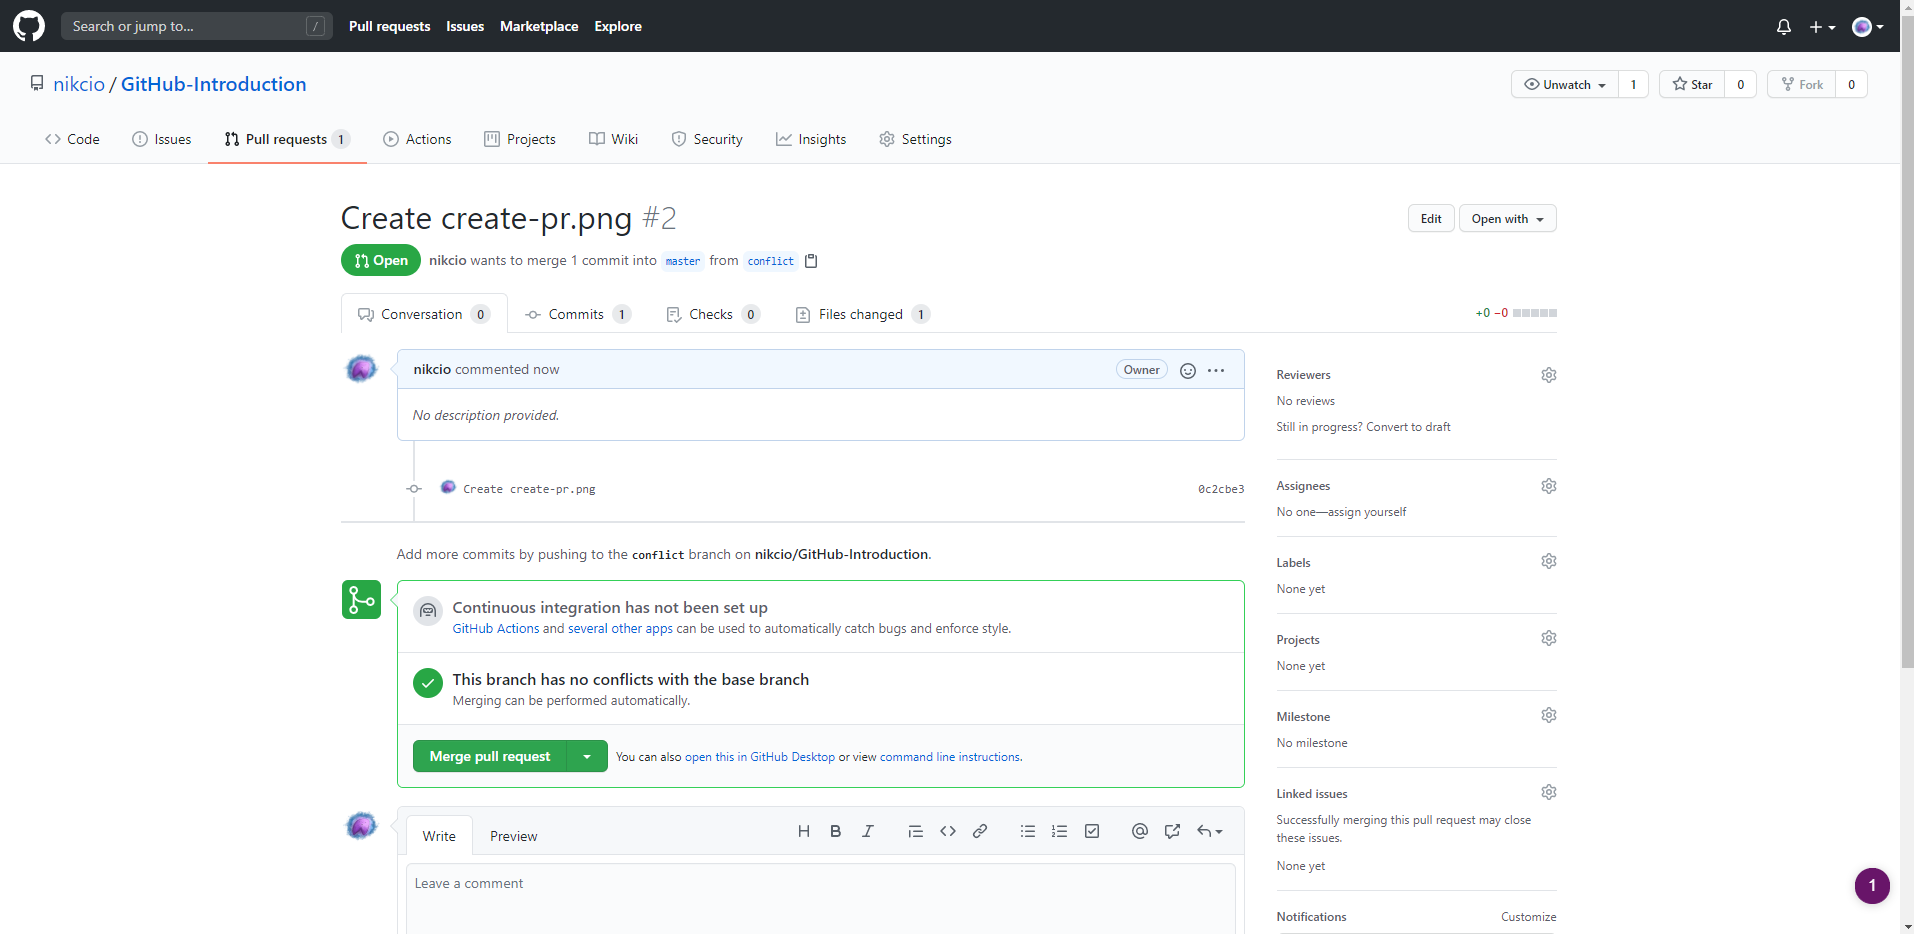 Search or jump to... /
Pull requests Issues Marketplace Explore
nikcio / GitHub-Introduction
Unwatch 1 Star 0 Fork 0
Code Issues Pull requests 1 Actions Projects Wiki Security Insights Settings
Create create-pr.png #2
Edit Open with
Open nikcio wants to merge 1 commit into master from conflict
Conversation 0 Commits 1 Checks 0 Files changed 1
+0 −0
nikcio commented now
Owner
No description provided.
Create create-pr.png 0c2cbe3
Add more commits by pushing to the conflict branch on nikcio/GitHub-Introduction.
Continuous integration has not been set up
GitHub Actions and several other apps can be used to automatically catch bugs and enforce style.
This branch has no conflicts with the base branch
Merging can be performed automatically.
Merge pull request You can also open this in GitHub Desktop or view command line instructions.
Write Preview
Leave a comment
Reviewers
No reviews
Still in progress? Convert to draft
Assignees
No one—assign yourself
Labels
None yet
Projects
None yet
Milestone
No milestone
Linked issues
Successfully merging this pull request may close
these issues.
None yet
Notifications Customize
1